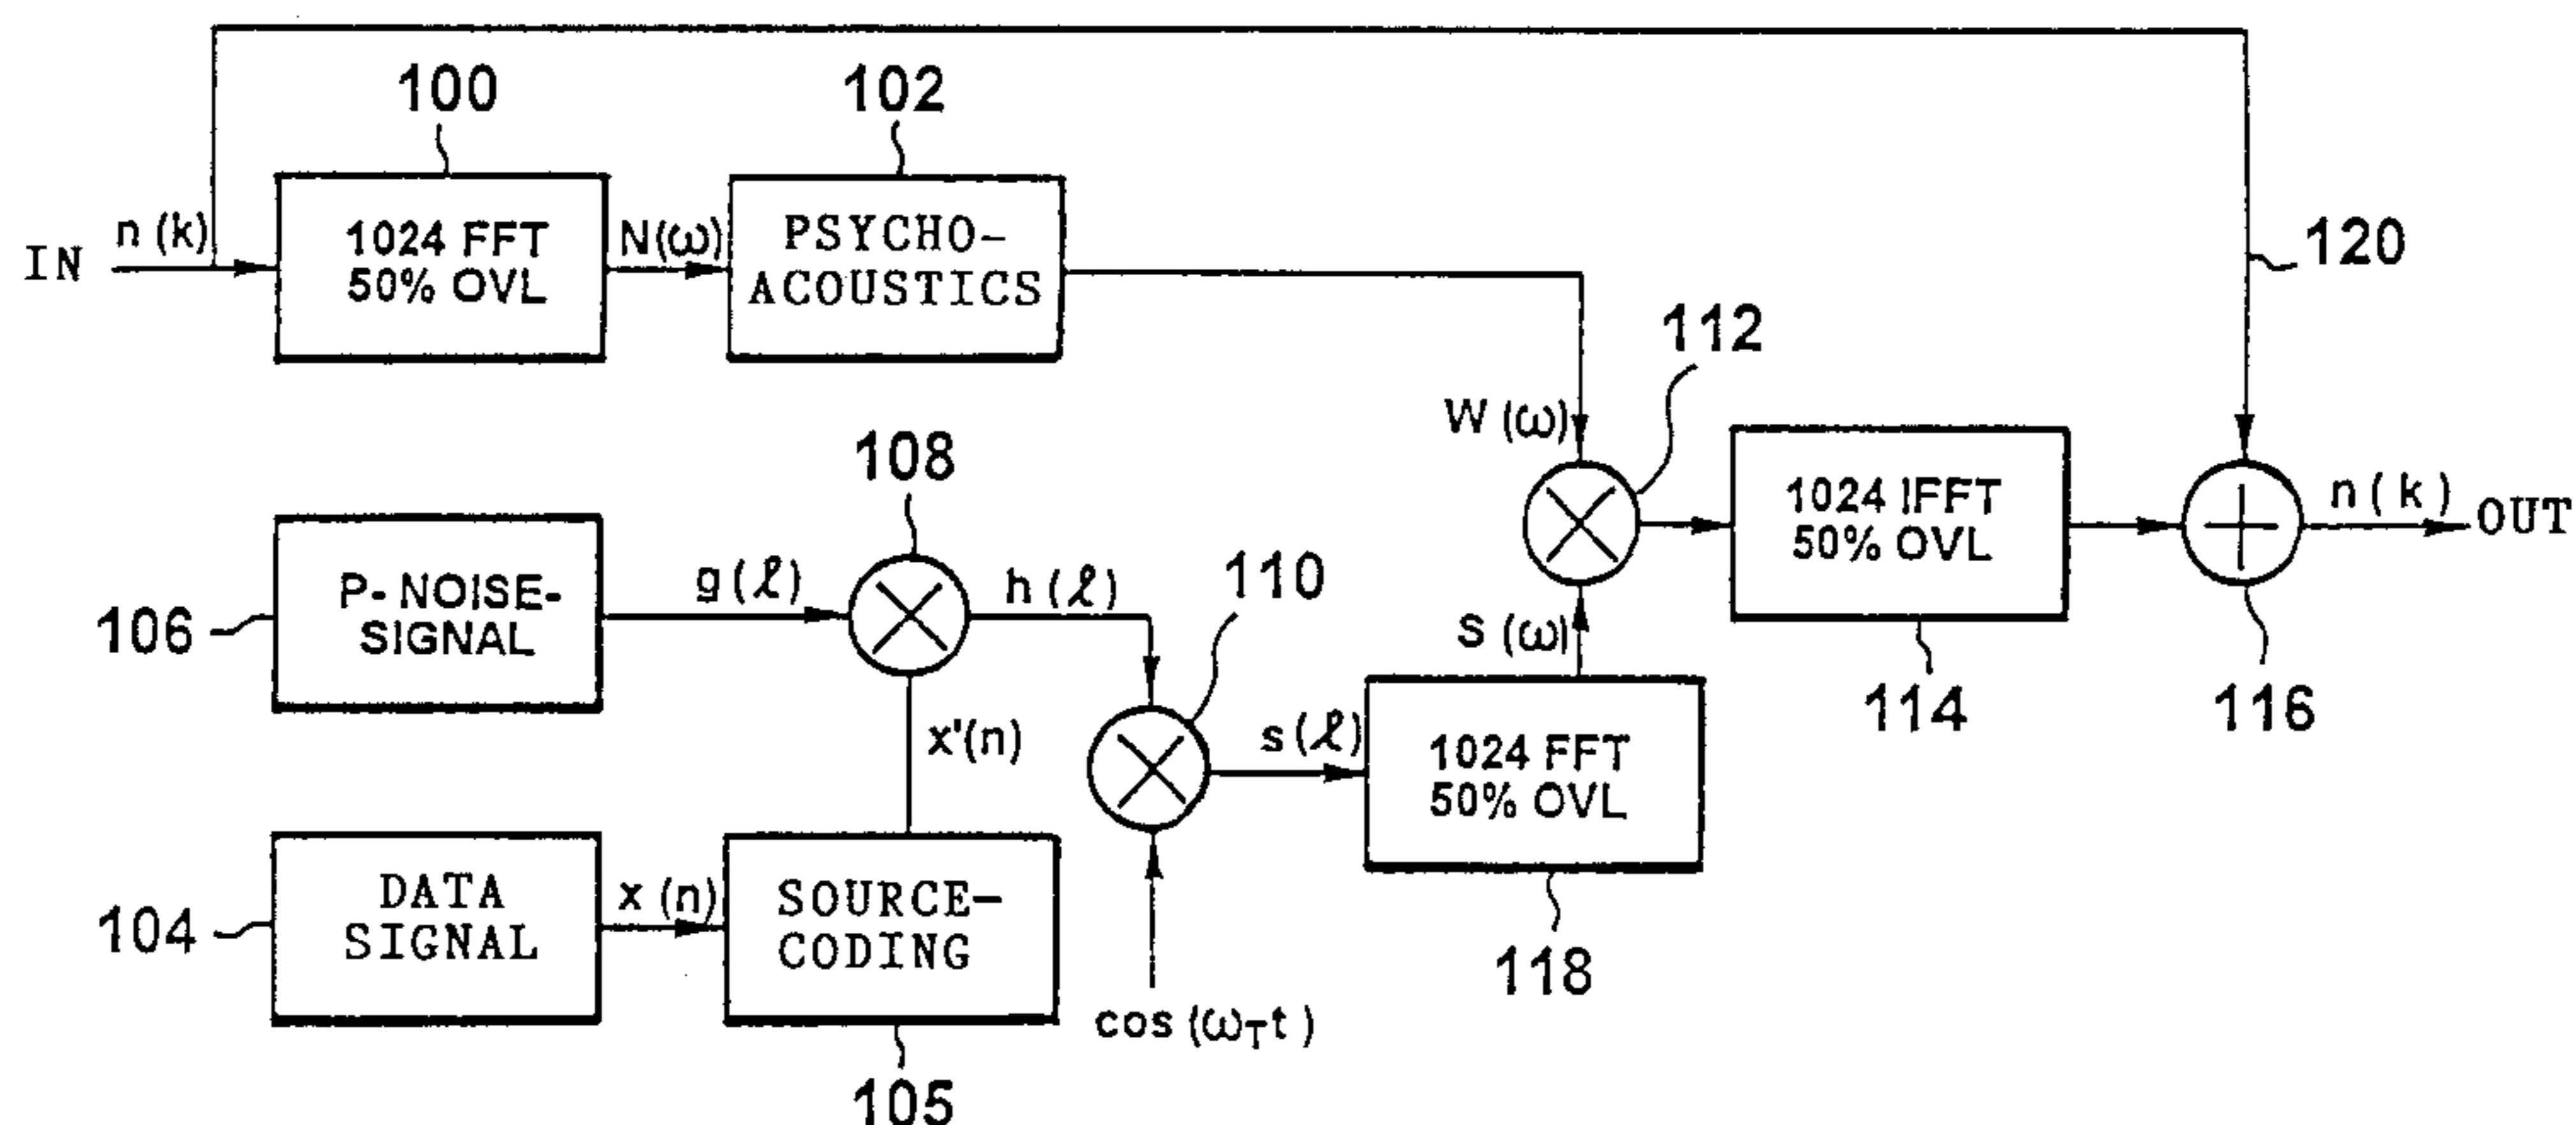 100
102
IN
n (k)
1024 FFT
50% OVL
N(ω)
PSYCHO-
ACOUSTICS
120
112
W (ω)
108
1024 IFFT
50% OVL
n ( k )
OUT
P- NOISE-
SIGNAL
106
g (ℓ)
h (ℓ)
110
S (ω)
114
116
x'(n)
s (ℓ)
1024 FFT
50% OVL
118
DATA
SIGNAL
104
x (n)
SOURCE-
CODING
105
cos (ωTt )